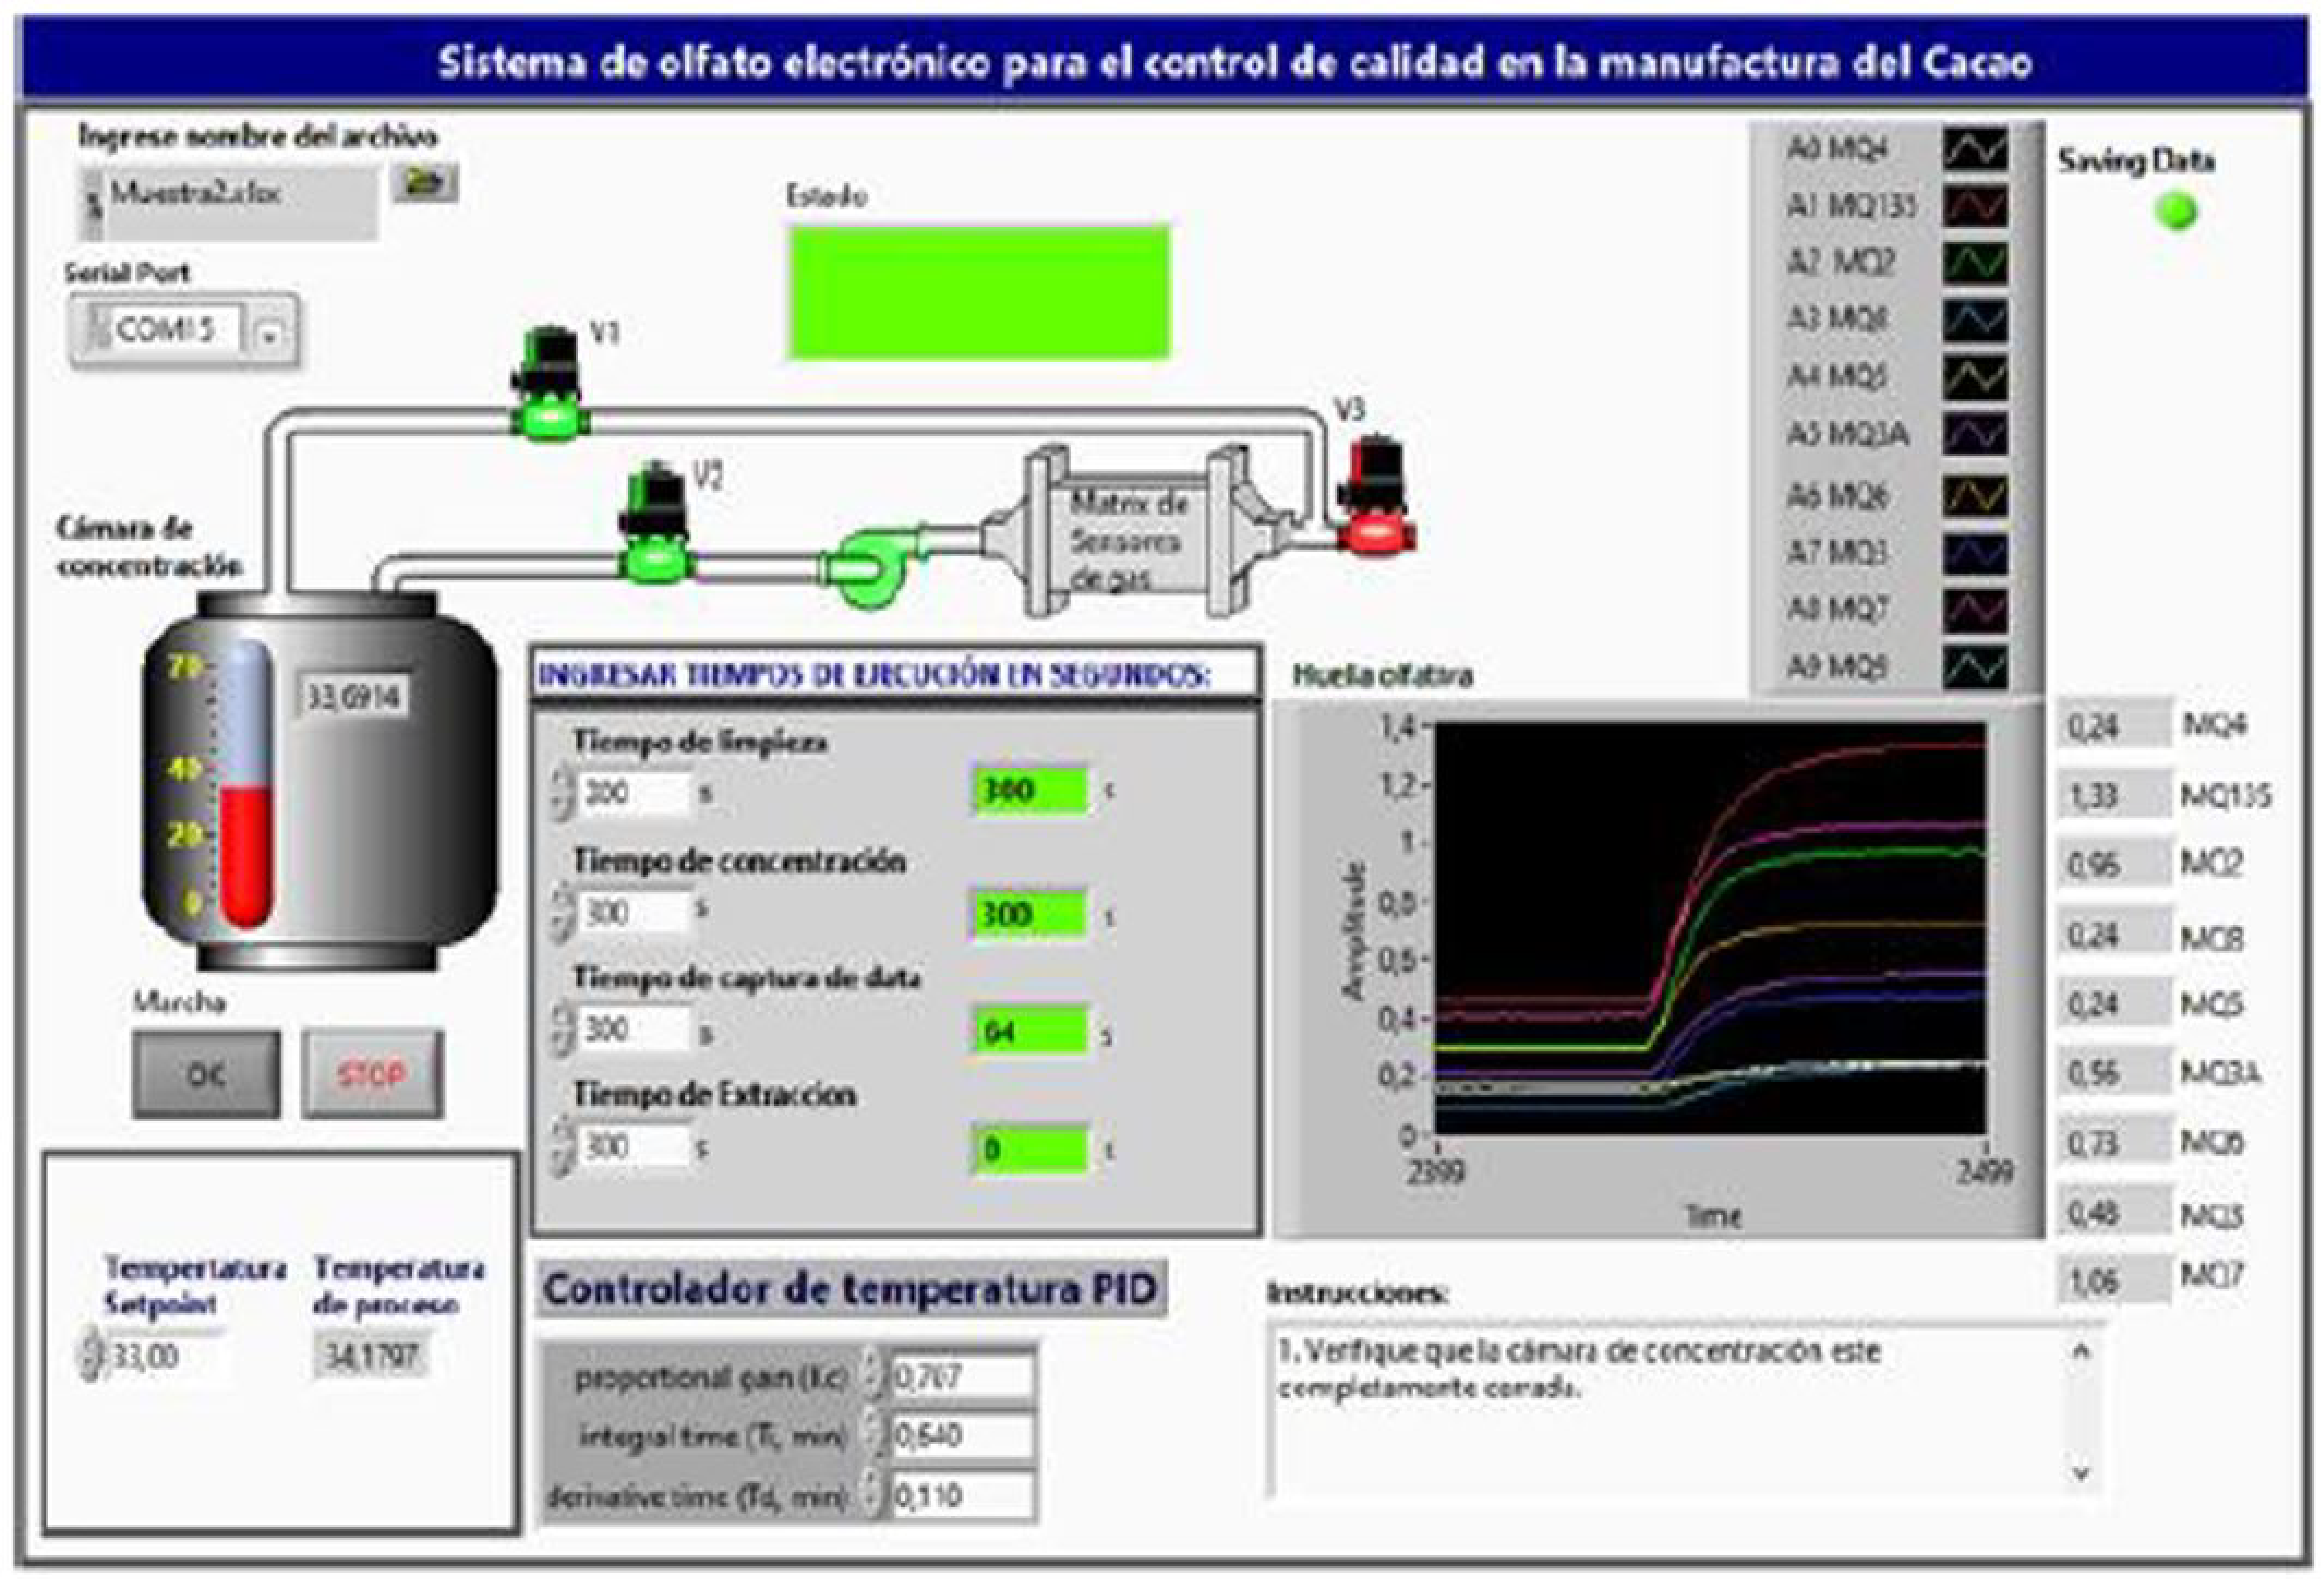 Sistema de olfato electrónico para el control de calidad en la manufactura del Cacao
Ingrese nombre del archivo
Muestra2.xlsx
Serial Port
COM15
Estado
V1
V2
V3
Matrix de
Sensores
de gas
Cámara de
concentración
70
40
20
0
33,6914
Marcha
OK
STOP
A0 MQ4
A1 MQ135
A2 MQ2
A3 MQ8
A4 MQ5
A5 MQ3A
A6 MQ6
A7 MQ3
A8 MQ7
A9 MQ9
Saving Data
INGRESAR TIEMPOS DE EJECUCIÓN EN SEGUNDOS:
Tiempo de limpieza
300 s 300 s
Tiempo de concentración
300 s 300 s
Tiempo de captura de data
300 s 64 s
Tiempo de Extraccion
300 s 0 s
Huella olfativa
Amplitude
1,4
1,2
1
0,8
0,6
0,4
0,2
0
2399 2499
Time
0,24 MQ4
1,33 MQ135
0,96 MQ2
0,24 MQ8
0,24 MQ5
0,56 MQ3A
0,73 MQ6
0,48 MQ3
1,06 MQ7
Tempertatura
Setpoint
33,00
Temperatura
de proceso
34,1797
Controlador de temperatura PID
proportional gain (Kc)
integral time (Ti, min) 0,640
derivative time (Td, min) 0,110
Instrucciones:
1. Verifique que la cámara de concentración este
completamente cerrada.